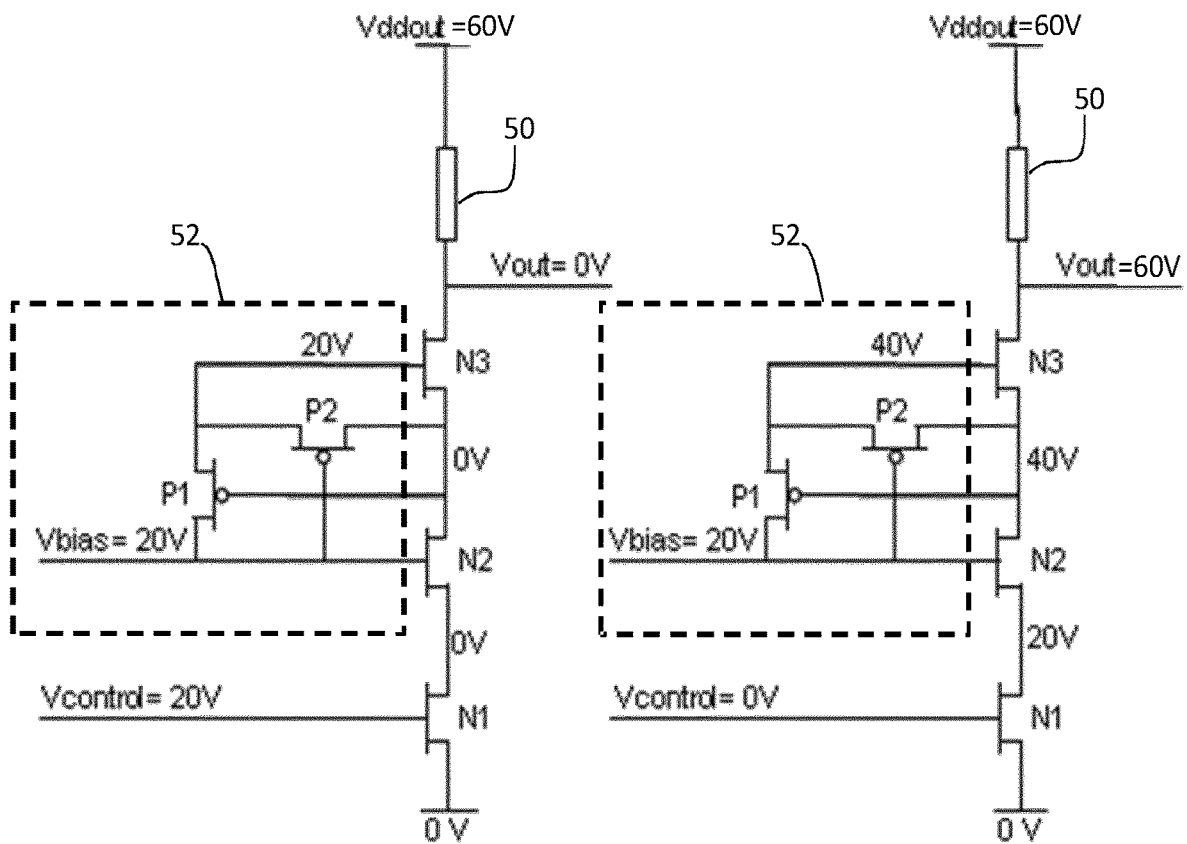 Vddout =60V
50
52
Vout= 0V
20V
N3
P2
0V
P1
Vbias= 20V
N2
0V
Vcontrol= 20V
N1
0 V
Vddout=60V
50
52
Vout =60V
40V
N3
P2
40V
P1
Vbias= 20V
N2
20V
Vcontrol= 0V
N1
0 V